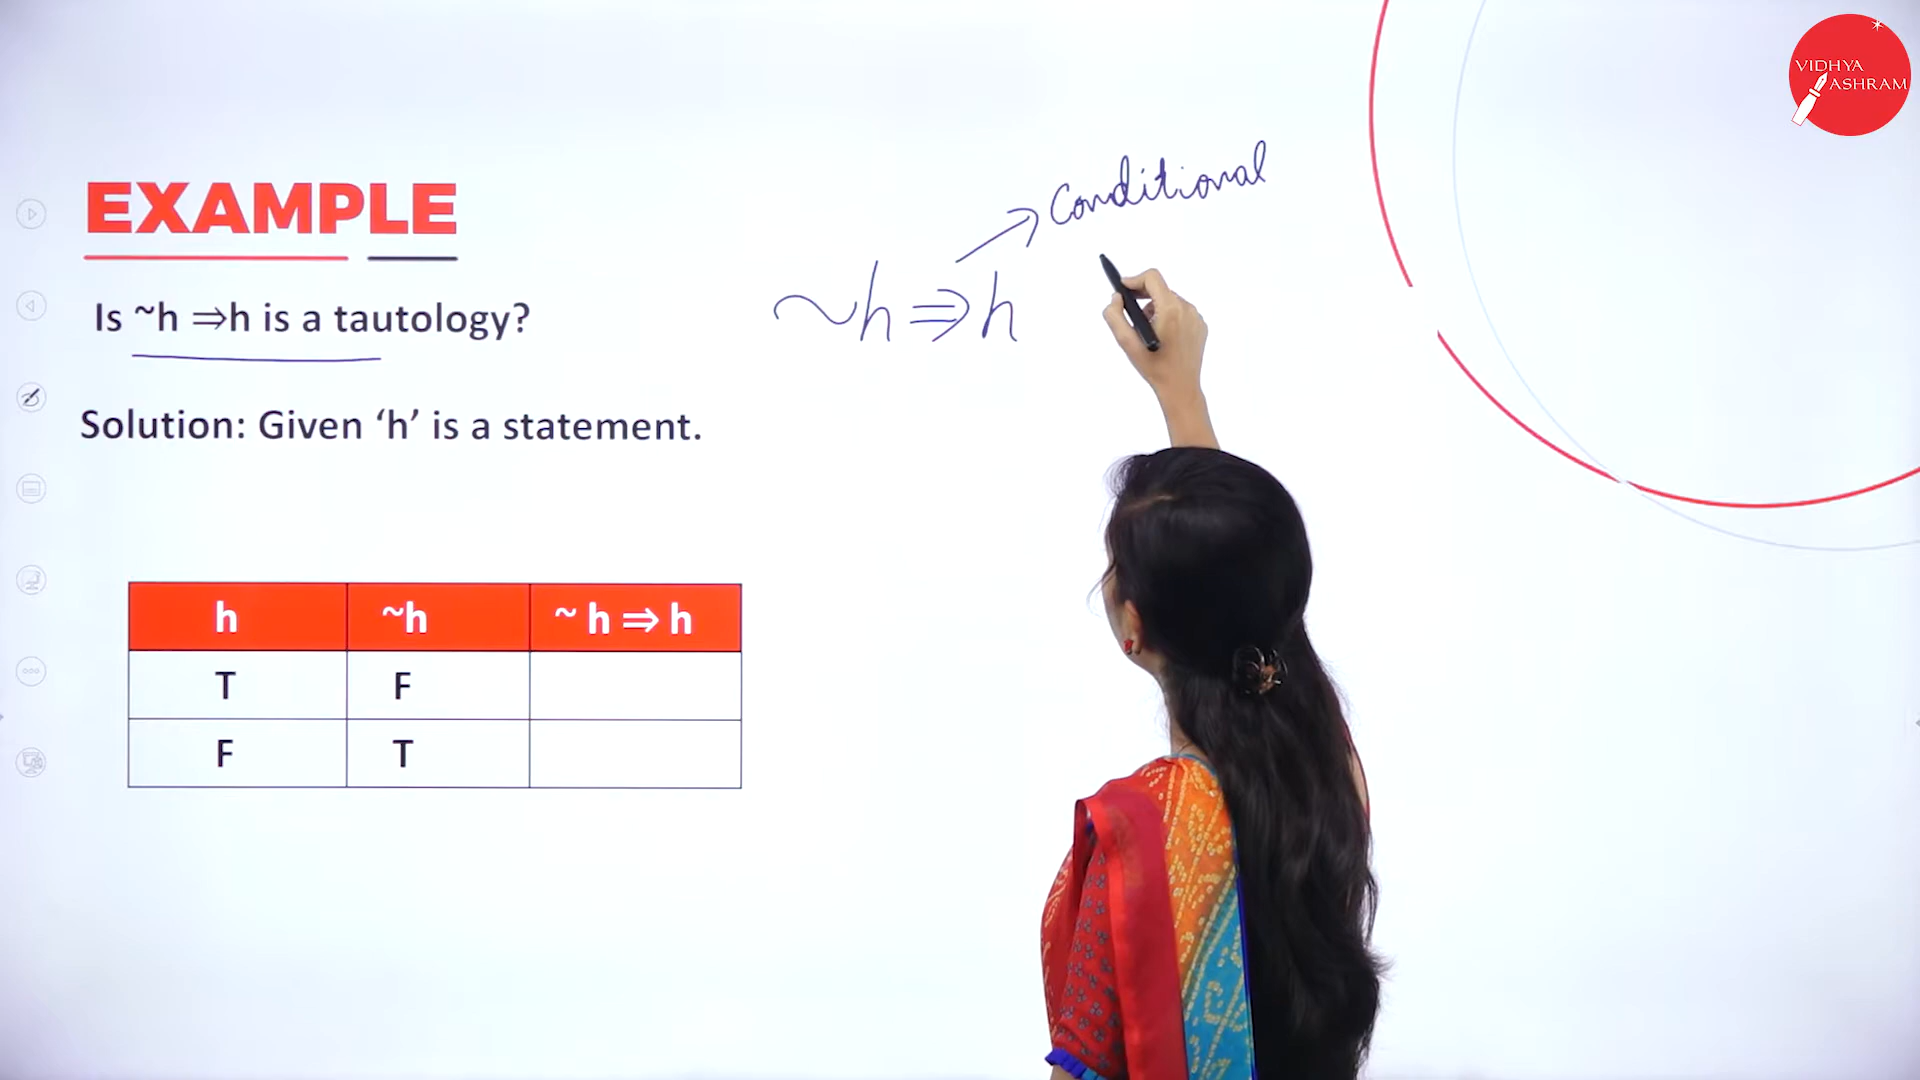 VIDHYA
ASHRAM
EXAMPLE
Is ~h ⇒h is a tautology?
Solution: Given ‘h’ is a statement.
Conditional
~h ⇒ h
h ~h ~ h ⇒ h
T F
F T